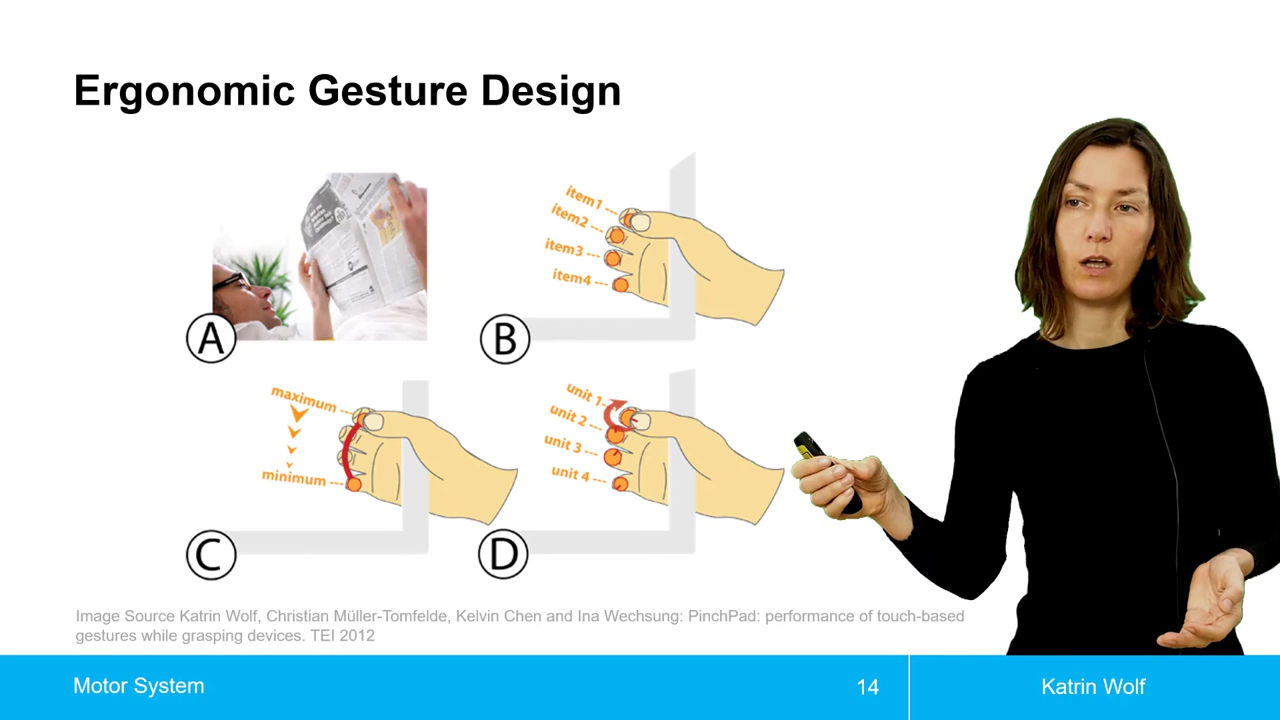 Ergonomic Gesture Design
A
item1
item2
item3
item4
B
maximum
minimum
C
unit 1
unit 2
unit 3
unit 4
D
Image Source Katrin Wolf, Christian Müller-Tomfelde, Kelvin Chen and Ina Wechsung: PinchPad: performance of touch-based
gestures while grasping devices. TEI 2012
Motor System
14
Katrin Wolf